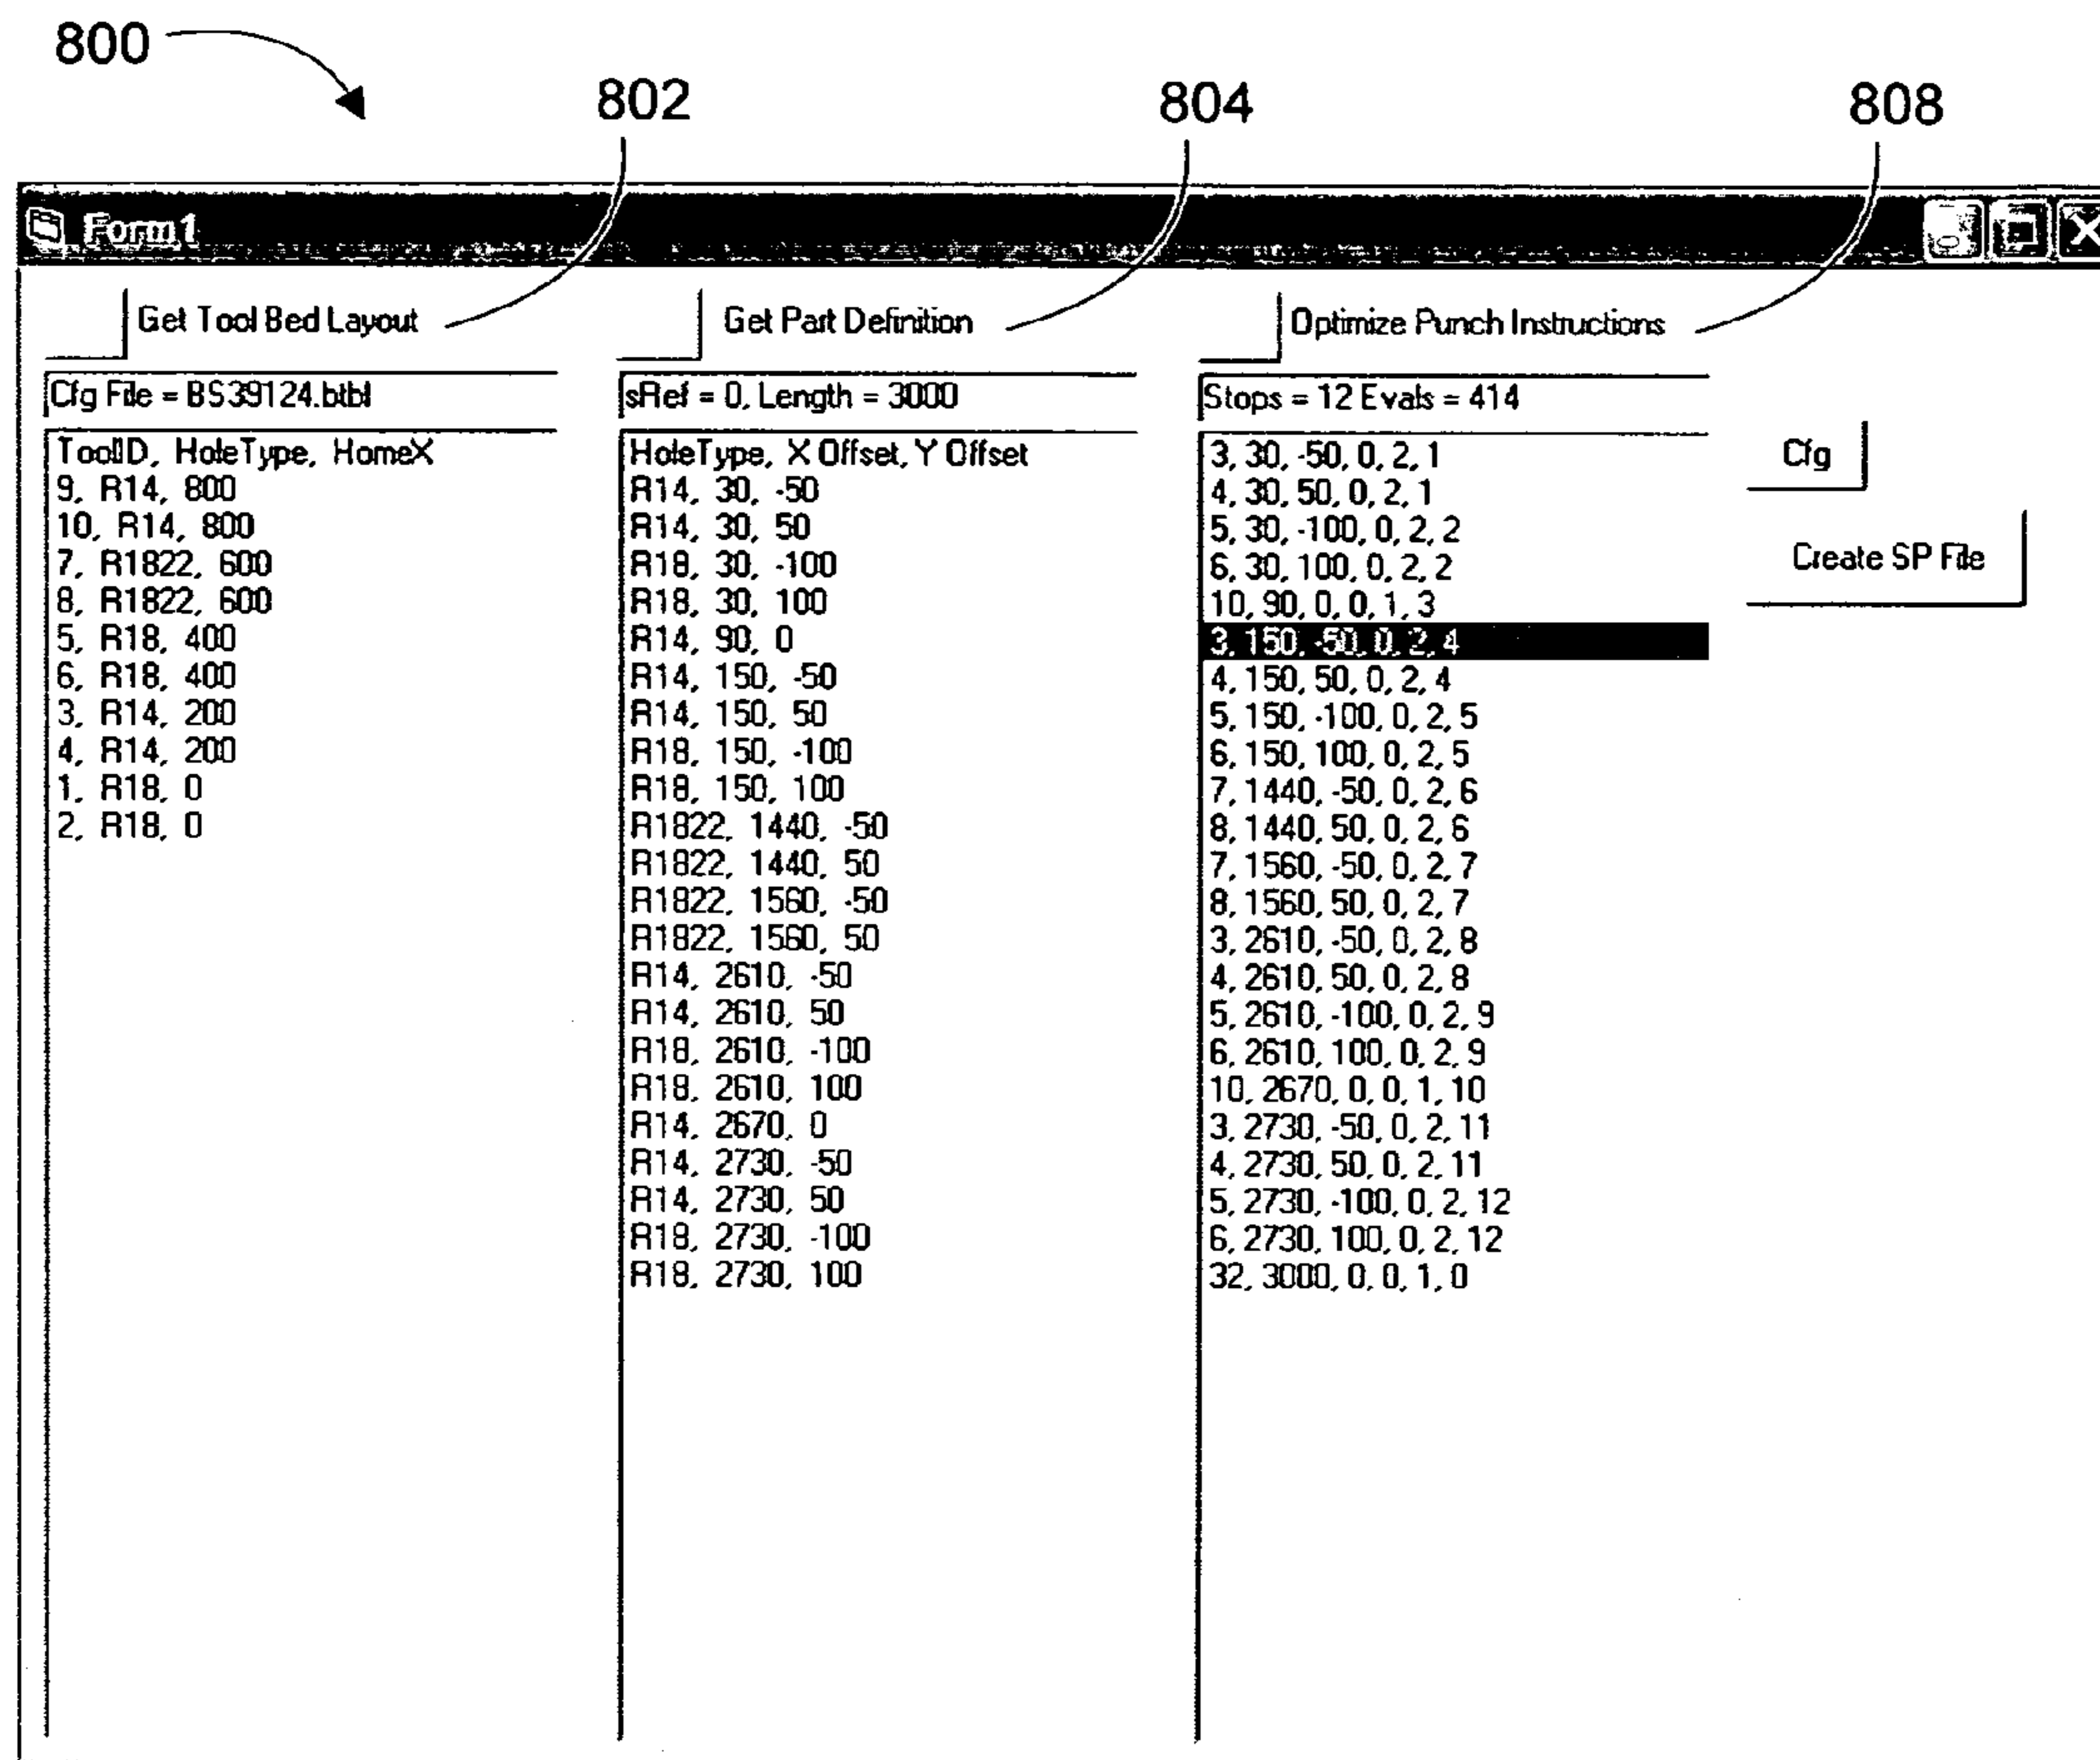 800
802
804
808
Form1
Get Tool Bed Layout
Get Part Definition
Optimize Punch Instructions
Cfg File = BS39124.btbl
sRef = 0, Length = 3000
Stops = 12 Evals = 414
ToolID, HoleType, HomeX
9, R14, 800
10, R14, 800
7, R1822, 600
8, R1822, 600
5, R18, 400
6, R18, 400
3, R14, 200
4, R14, 200
1, R18, 0
2, R18, 0
HoleType, X Offset, Y Offset
R14, 30, -50
R14, 30, 50
R18, 30, -100
R18, 30, 100
R14, 90, 0
R14, 150, -50
R14, 150, 50
R18, 150, -100
R18, 150, 100
R1822, 1440, -50
R1822, 1440, 50
R1822, 1560, -50
R1822, 1560, 50
R14, 2610, -50
R14, 2610, 50
R18, 2610, -100
R18, 2610, 100
R14, 2670, 0
R14, 2730, -50
R14, 2730, 50
R18, 2730, -100
R18, 2730, 100
3, 30, -50, 0, 2, 1
4, 30, 50, 0, 2, 1
5, 30, -100, 0, 2, 2
6, 30, 100, 0, 2, 2
10, 90, 0, 0, 1, 3
3, 150, -50, 0, 2, 4
4, 150, 50, 0, 2, 4
5, 150, -100, 0, 2, 5
6, 150, 100, 0, 2, 5
7, 1440, -50, 0, 2, 6
8, 1440, 50, 0, 2, 6
7, 1560, -50, 0, 2, 7
8, 1560, 50, 0, 2, 7
3, 2610, -50, 0, 2, 8
4, 2610, 50, 0, 2, 8
5, 2610, -100, 0, 2, 9
6, 2610, 100, 0, 2, 9
10, 2670, 0, 0, 1, 10
3, 2730, -50, 0, 2, 11
4, 2730, 50, 0, 2, 11
5, 2730, -100, 0, 2, 12
6, 2730, 100, 0, 2, 12
32, 3000, 0, 0, 1, 0
Cfg
Create SP File